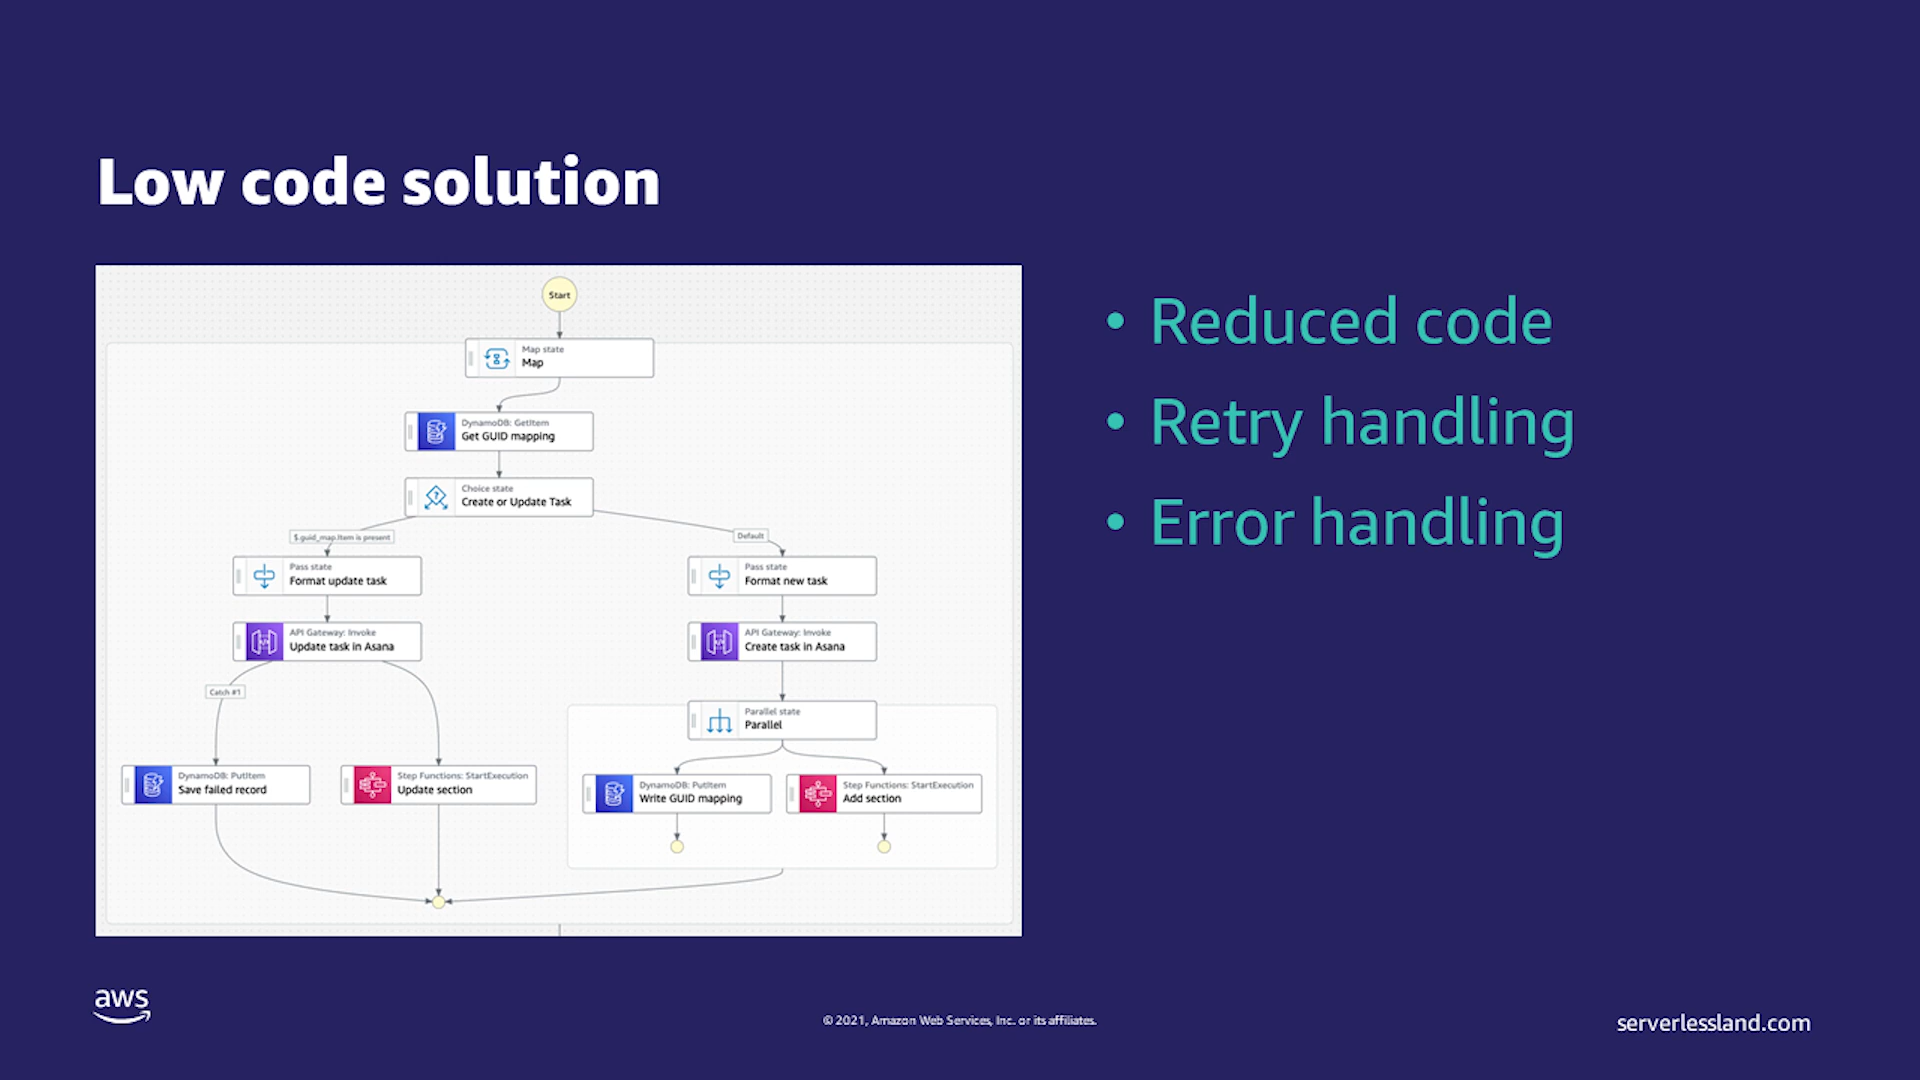 Low code solution
Start
Map state
Map
DynamoDB: GetItem
Get GUID mapping
Choice state
Create or Update Task
$.guid_map.Item is present
Default
Pass state
Format update task
Pass state
Format new task
API Gateway: Invoke
Update task in Asana
API Gateway: Invoke
Create task in Asana
Catch #1
Parallel state
Parallel
DynamoDB: PutItem
Save failed record
Step Functions: StartExecution
Update section
DynamoDB: PutItem
Write GUID mapping
Step Functions: StartExecution
Add section
• Reduced code
• Retry handling
• Error handling
aws
© 2021, Amazon Web Services, Inc. or its affiliates.
serverlessland.com